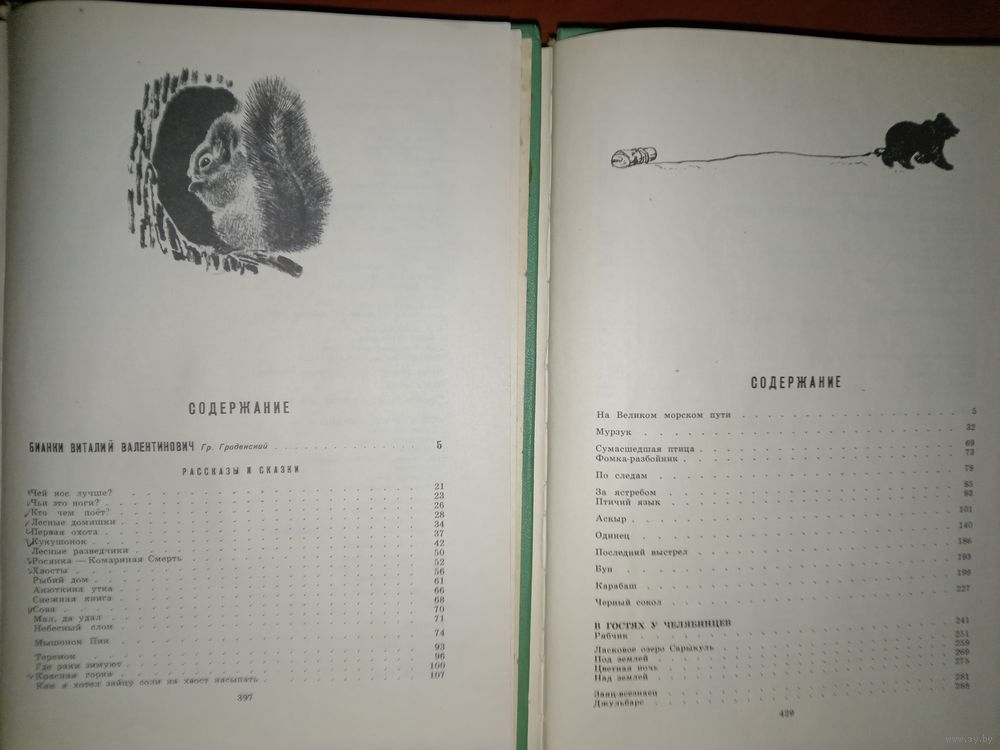 СОДЕРЖАНИЕ
БИАНКИ ВИТАЛИЙ ВАЛЕНТИНОВИЧ Гр. Гроденский 5
РАССКАЗЫ И СКАЗКИ
Чей нос лучше? 21
Чьи это ноги? 23
Кто чем поёт? 26
Лесные домишки 28
Первая охота 34
Кукушонок 37
Лесные разведчики 42
Росянка — Комариная Смерть 50
Хвосты 52
Рыбий дом 56
Анюткина утка 61
Снежная книга 66
Сова 68
Мал, да удал 70
Небесный слон 71
Мышонок Пик 74
Теремок 93
Где раки зимуют 96
Красная горка 100
Как я хотел зайцу соли на хвост насыпать 107
397
СОДЕРЖАНИЕ
На Великом морском пути 5
Мурзук 32
Сумасшедшая птица 69
Фомка-разбойник 73
По следам 78
За ястребом 85
Птичий язык 93
Аскыр 101
Одинец 140
Последний выстрел 186
Бун 193
Карабаш 199
Черный сокол 227
В ГОСТЯХ У ЧЕЛЯБИНЦЕВ
Рябчик 241
Ласковое озеро Сарыкуль 251
Под землей 259
Цветная ночь 269
Над землей 275
Заяц-всезнаец 281
Джульбарс 288
429
www.ay.by